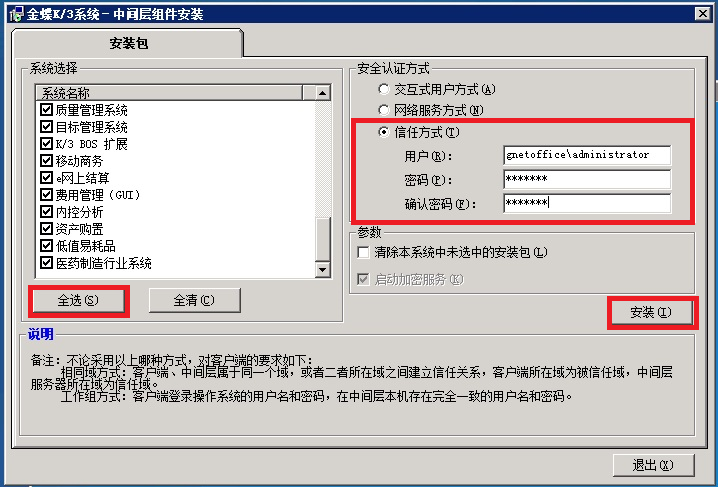 金蝶K/3系统-中间层组件安装
安装包
系统选择
系统名称
质量管理系统
目标管理系统
K/3 BOS 扩展
移动商务
e网上结算
费用管理（GUI）
内控分析
资产购置
低值易耗品
医药制造行业系统
全选(S)
全清(C)
安全认证方式
交互式用户方式(A)
网络服务方式(N)
信任方式(T)
用户(R)：
gnetoffice\administrator
密码(P)：
*******
确认密码(F)：
*******
参数
清除本系统中未选中的安装包(L)
启动加密服务(K)
安装(I)
说明
备注：不论采用以上哪种方式，对客户端的要求如下：
相同域方式：客户端、中间层属于同一个域，或者二者所在域之间建立信任关系，客户端所在域为被信任域，中间层
服务器所在域为信任域。
工作组方式：客户端登录操作系统的用户名和密码，在中间层本机存在完全一致的用户名和密码。
退出(X)